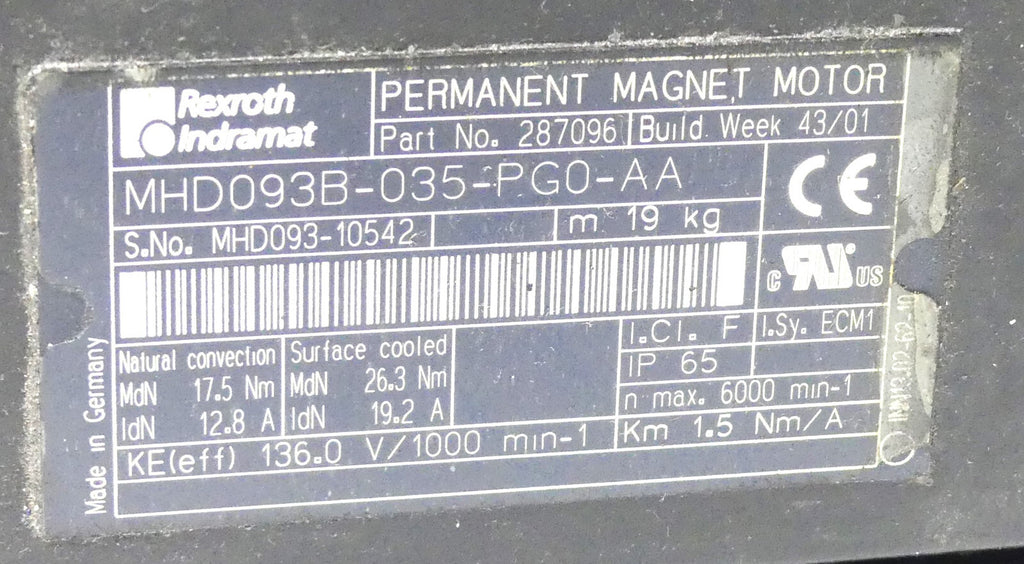 Rexroth
Indramat
PERMANENT MAGNET MOTOR
Part No. 287096 Build Week 43/01
MHD093B-035-PG0-AA
CE
S.No. MHD093-10542 m 19 kg
c RU US
I.Cl. F I.Sy. ECM1
Natural convection Surface cooled
IP 65
MdN 17.5 Nm MdN 26.3 Nm
n max. 6000 min-1
IdN 12.8 A IdN 19.2 A
Km 1.5 Nm/A
KE(eff) 136.0 V/1000 min-1
Made in Germany